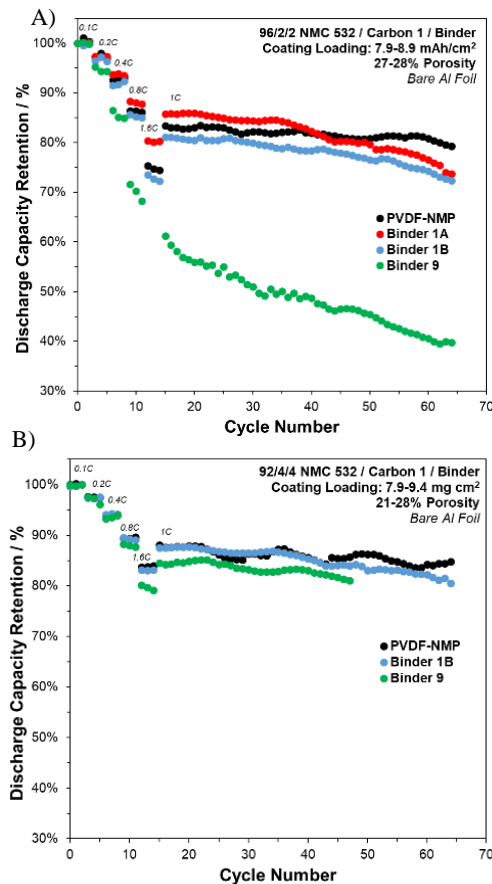 A)
100%
90%
80%
70%
60%
50%
40%
30%
Discharge Capacity Retention / %
0.1C
0.2C
0.4C
0.8C
1.6C
1C
96/2/2 NMC 532 / Carbon 1 / Binder
Coating Loading: 7.9-8.9 mAh/cm²
27-28% Porosity
Bare Al Foil
PVDF-NMP
Binder 1A
Binder 1B
Binder 9
0
10
20
30
40
50
60
70
Cycle Number
B)
100%
90%
80%
70%
60%
50%
40%
30%
Discharge Capacity Retention / %
0.1C
0.2C
0.4C
0.8C
1.6C
1C
92/4/4 NMC 532 / Carbon 1 / Binder
Coating Loading: 7.9-9.4 mg cm²
21-28% Porosity
Bare Al Foil
PVDF-NMP
Binder 1B
Binder 9
0
10
20
30
40
50
60
70
Cycle Number